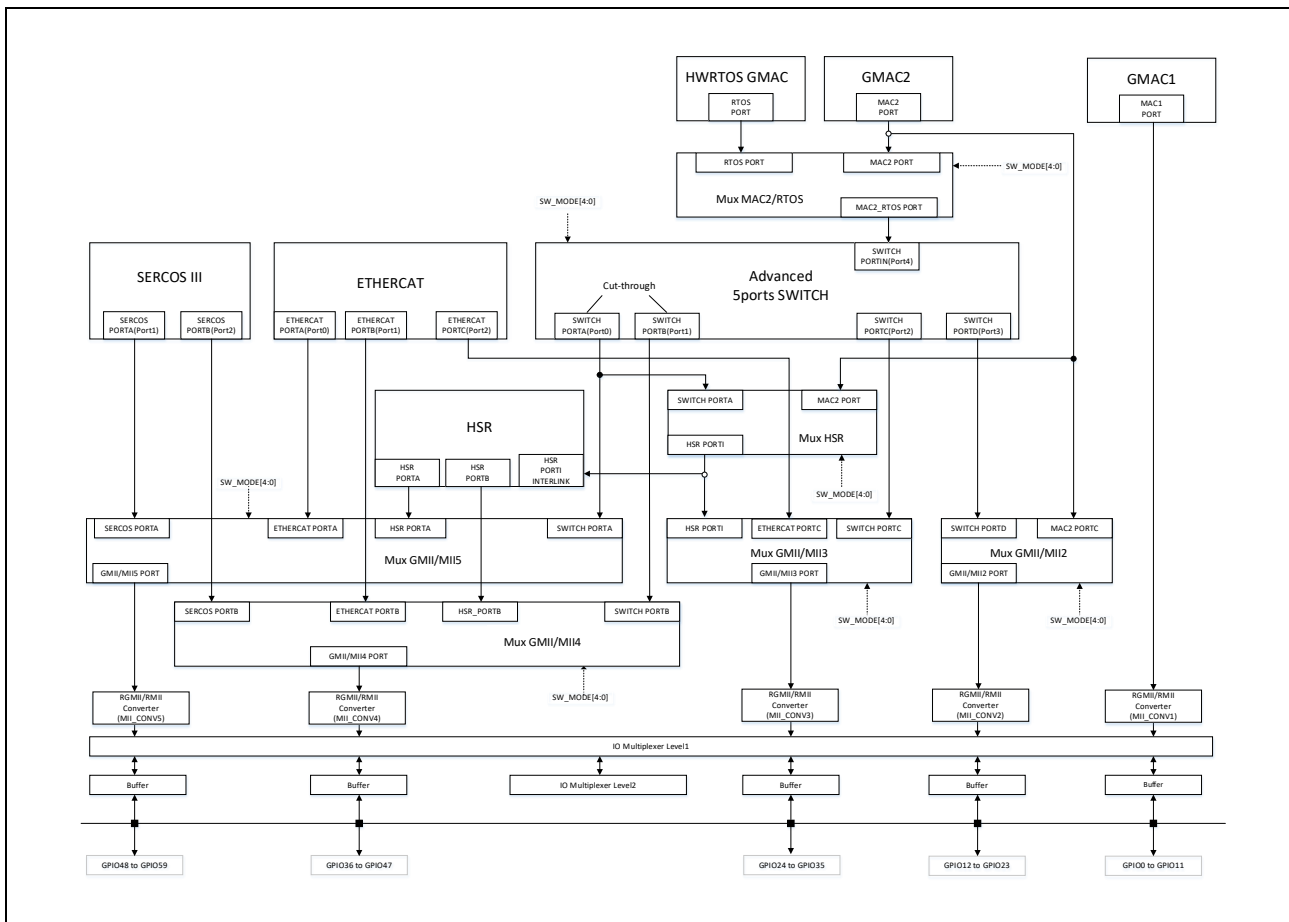 HWRTOS GMAC
GMAC2
GMAC1
RTOS
PORT
MAC2
PORT
MAC1
PORT
RTOS PORT
MAC2 PORT
SW_MODE[4:0]
Mux MAC2/RTOS
MAC2_RTOS PORT
SW_MODE[4:0]
SERCOS III
ETHERCAT
SWITCH
PORTIN(Port4)
Advanced
5ports SWITCH
Cut-through
SERCOS
PORTA(Port1)
SERCOS
PORTB(Port2)
ETHERCAT
PORTA(Port0)
ETHERCAT
PORTB(Port1)
ETHERCAT
PORTC(Port2)
SWITCH
PORTA(Port0)
SWITCH
PORTB(Port1)
SWITCH
PORTC(Port2)
SWITCH
PORTD(Port3)
SWITCH PORTA
MAC2 PORT
HSR
Mux HSR
HSR PORTI
HSR
PORTA
HSR
PORTB
HSR
PORTI
INTERLINK
SW_MODE[4:0]
SW_MODE[4:0]
SERCOS PORTA
ETHERCAT PORTA
HSR PORTA
SWITCH PORTA
HSR PORTI
ETHERCAT PORTC
SWITCH PORTC
SWITCH PORTD
MAC2 PORTC
Mux GMII/MII5
Mux GMII/MII3
Mux GMII/MII2
GMII/MII5 PORT
GMII/MII3 PORT
GMII/MII2 PORT
SERCOS PORTB
ETHERCAT PORTB
HSR_PORTB
SWITCH PORTB
SW_MODE[4:0]
SW_MODE[4:0]
Mux GMII/MII4
GMII/MII4 PORT
SW_MODE[4:0]
RGMII/RMII
Converter
(MII_CONV5)
RGMII/RMII
Converter
(MII_CONV4)
RGMII/RMII
Converter
(MII_CONV3)
RGMII/RMII
Converter
(MII_CONV2)
RGMII/RMII
Converter
(MII_CONV1)
IO Multiplexer Level1
Buffer
Buffer
IO Multiplexer Level2
Buffer
Buffer
Buffer
GPIO48 to GPIO59
GPIO36 to GPIO47
GPIO24 to GPIO35
GPIO12 to GPIO23
GPIO0 to GPIO11